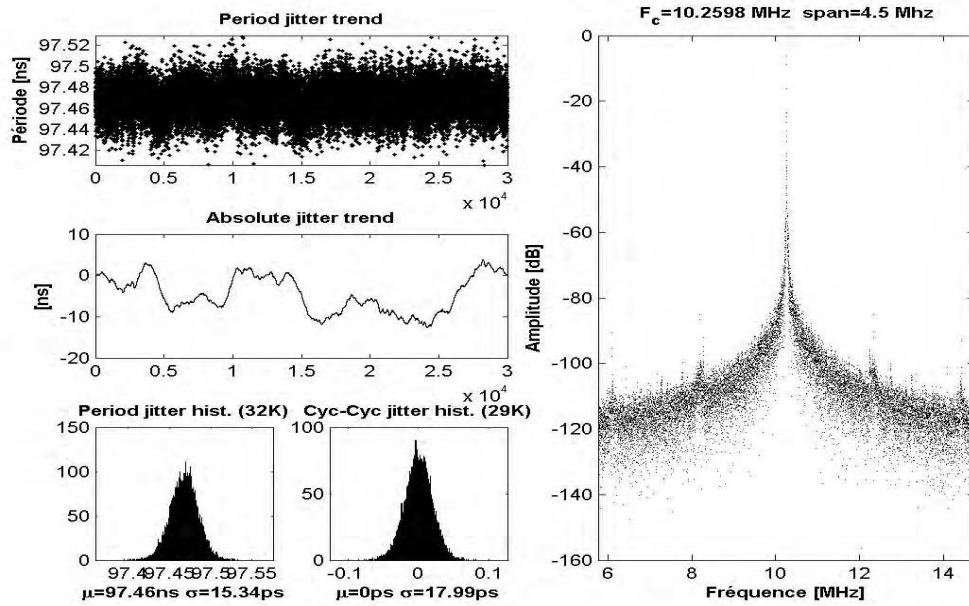 Period jitter trend
Période [ns]
97.52
97.5
97.48
97.46
97.44
97.42
0 0.5 1 1.5 2 2.5 3
x 10⁴
Absolute jitter trend
[ns]
10
0
-10
-20
0 0.5 1 1.5 2 2.5 3
x 10⁴
Period jitter hist. (32K)
150
100
50
0
97.4 97.45 97.5 97.55
μ=97.46ns σ=15.34ps
Cyc-Cyc jitter hist. (29K)
100
50
0
-0.1 0 0.1
μ=0ps σ=17.99ps
F_c=10.2598 MHz span=4.5 Mhz
Amplitude [dB]
0
-20
-40
-60
-80
-100
-120
-140
-160
6 8 10 12 14
Fréquence [MHz]